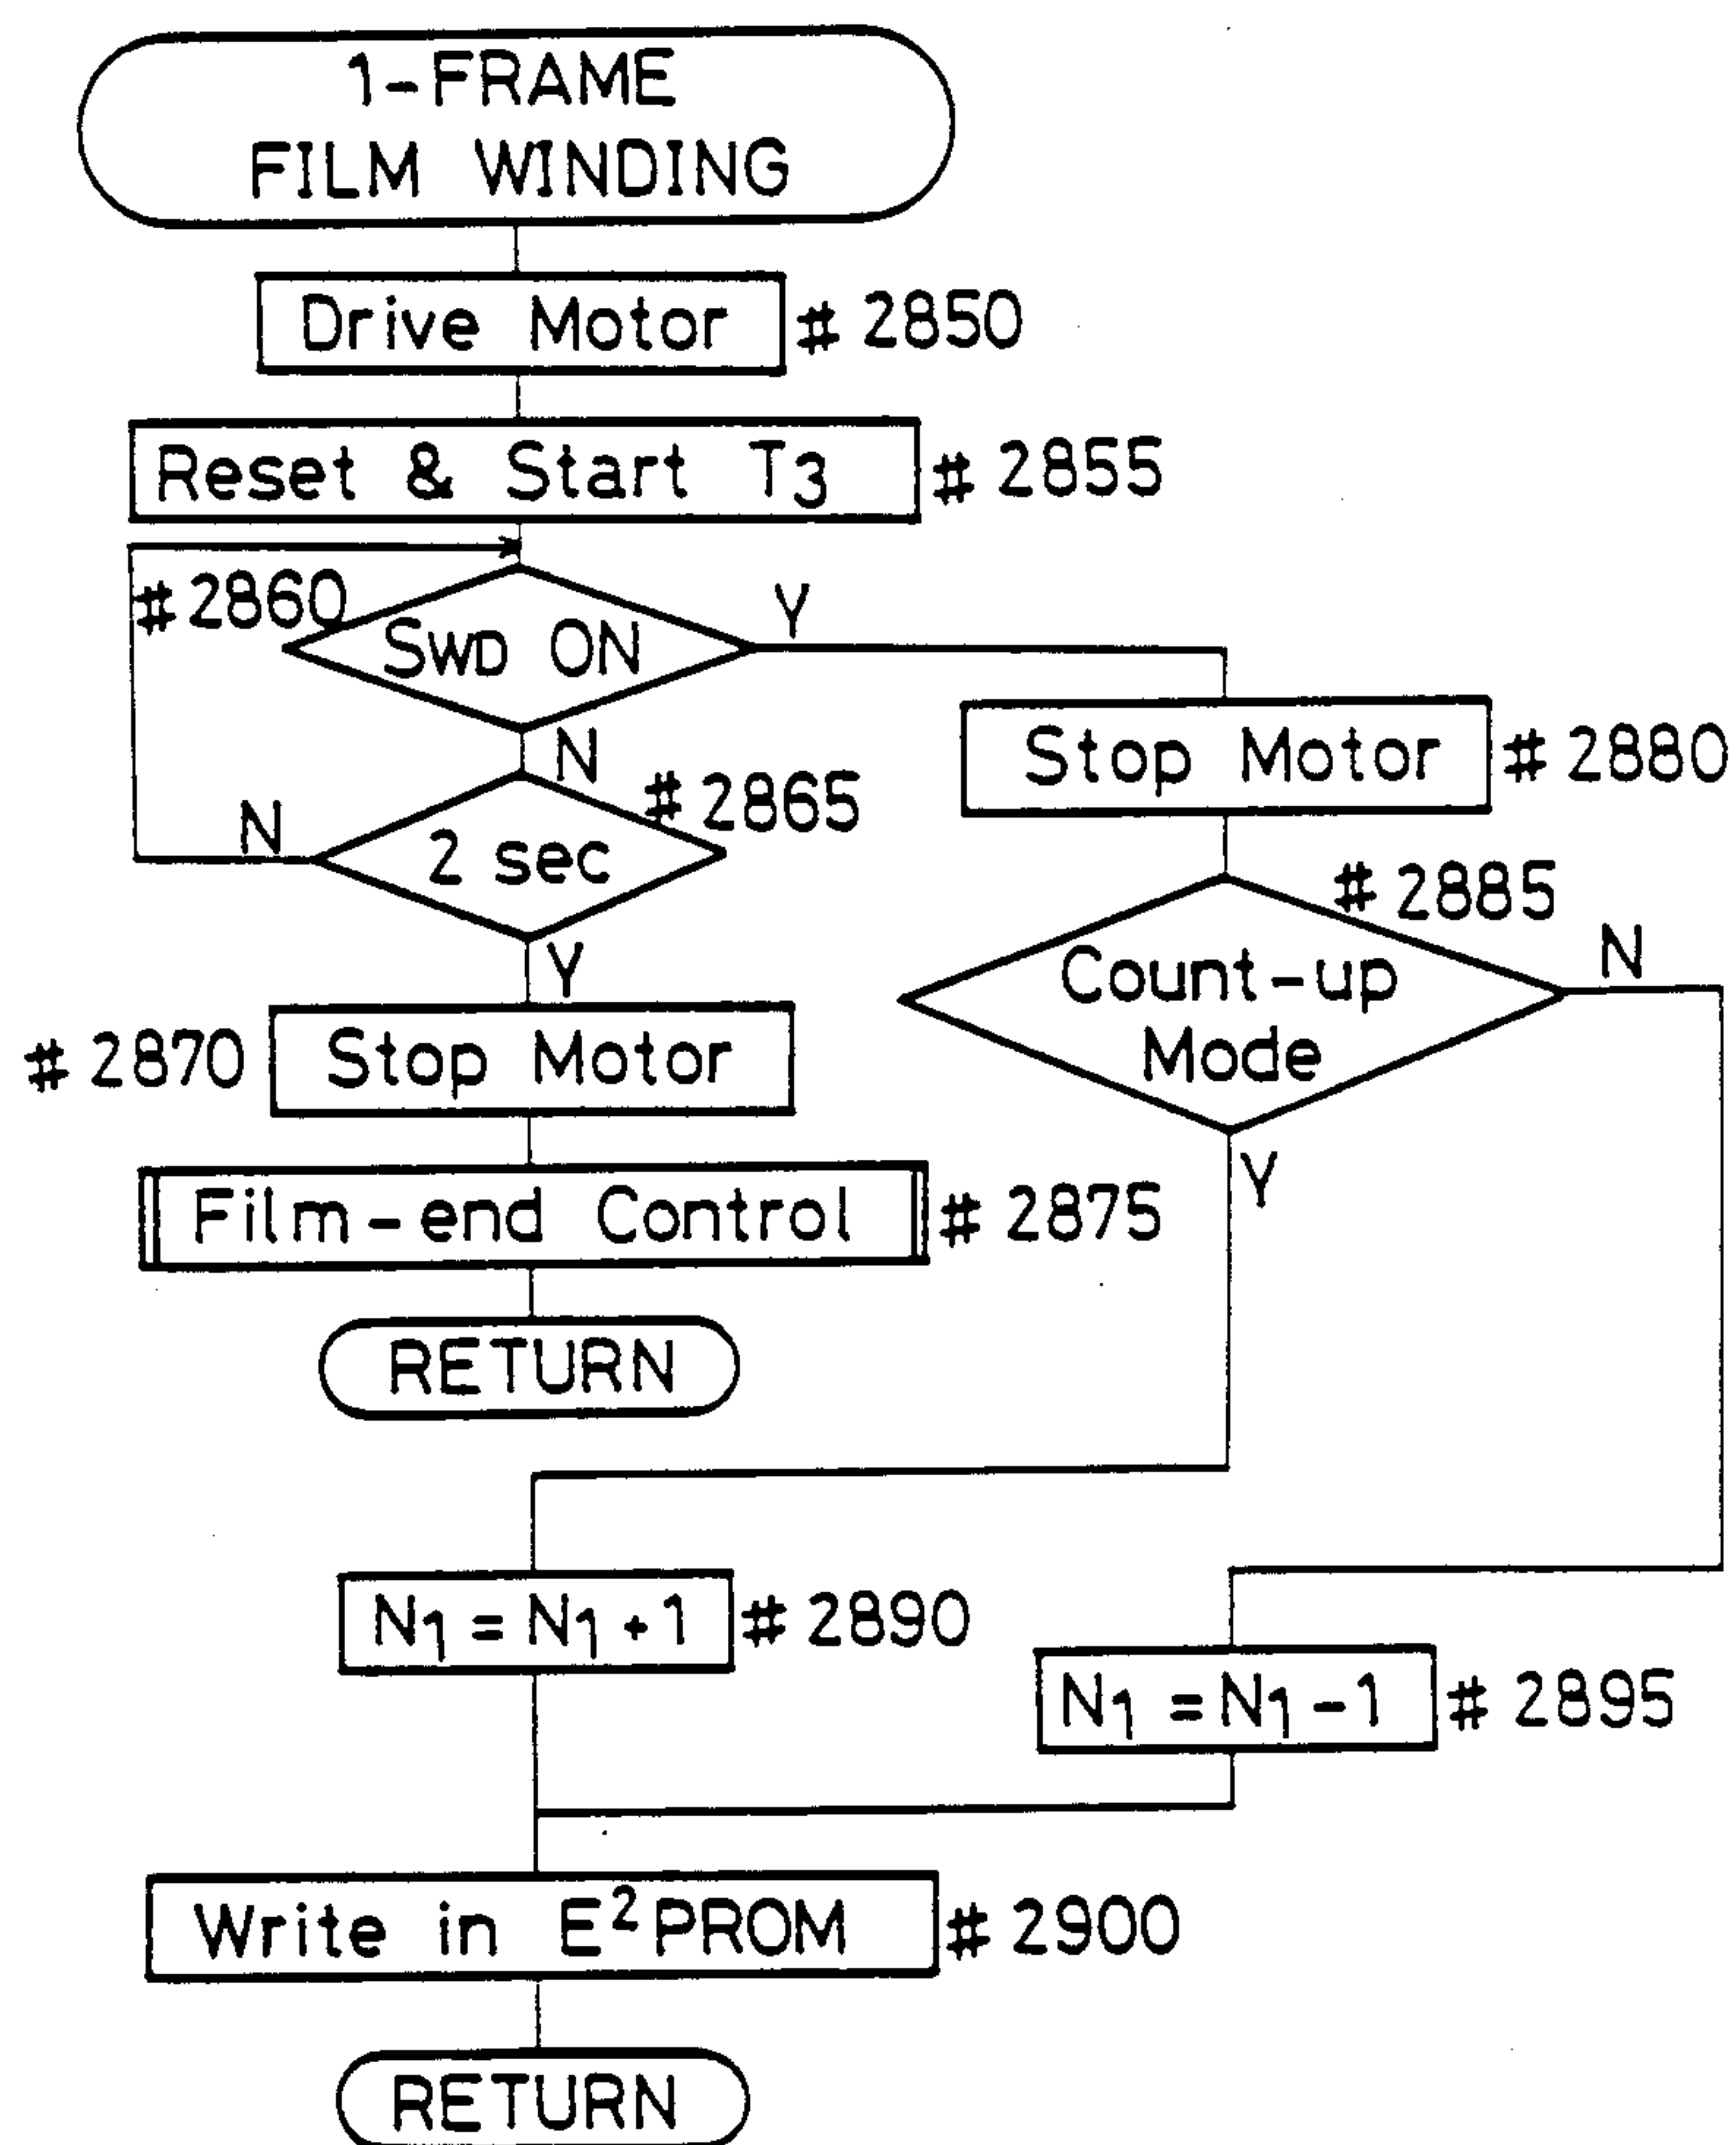 1-FRAME
FILM WINDING
Drive Motor #2850
Reset & Start T3 #2855
#2860
SWD ON
Y
N
#2865
2 sec
N
Y
Stop Motor #2880
#2885
Count-up
Mode
N
Y
#2870 Stop Motor
Film-end Control #2875
RETURN
N1=N1+1 #2890
N1=N1-1 #2895
Write in E²PROM #2900
RETURN